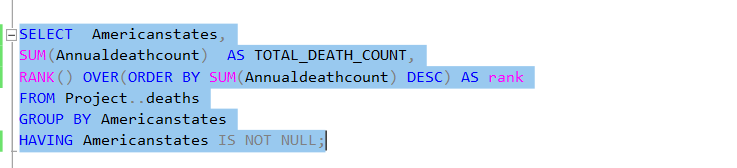 SELECT  Americanstates,
SUM(Annualdeathcount)  AS TOTAL_DEATH_COUNT,
RANK() OVER(ORDER BY SUM(Annualdeathcount) DESC) AS rank
FROM Project..deaths
GROUP BY Americanstates
HAVING Americanstates IS NOT NULL;